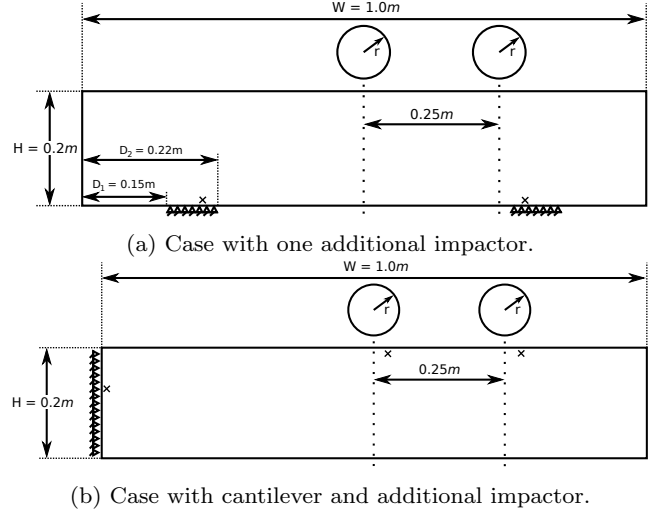 W = 1.0m
r
r
0.25m
H = 0.2m
D₂ = 0.22m
D₁ = 0.15m
(a) Case with one additional impactor.
W = 1.0m
r
r
0.25m
H = 0.2m
(b) Case with cantilever and additional impactor.